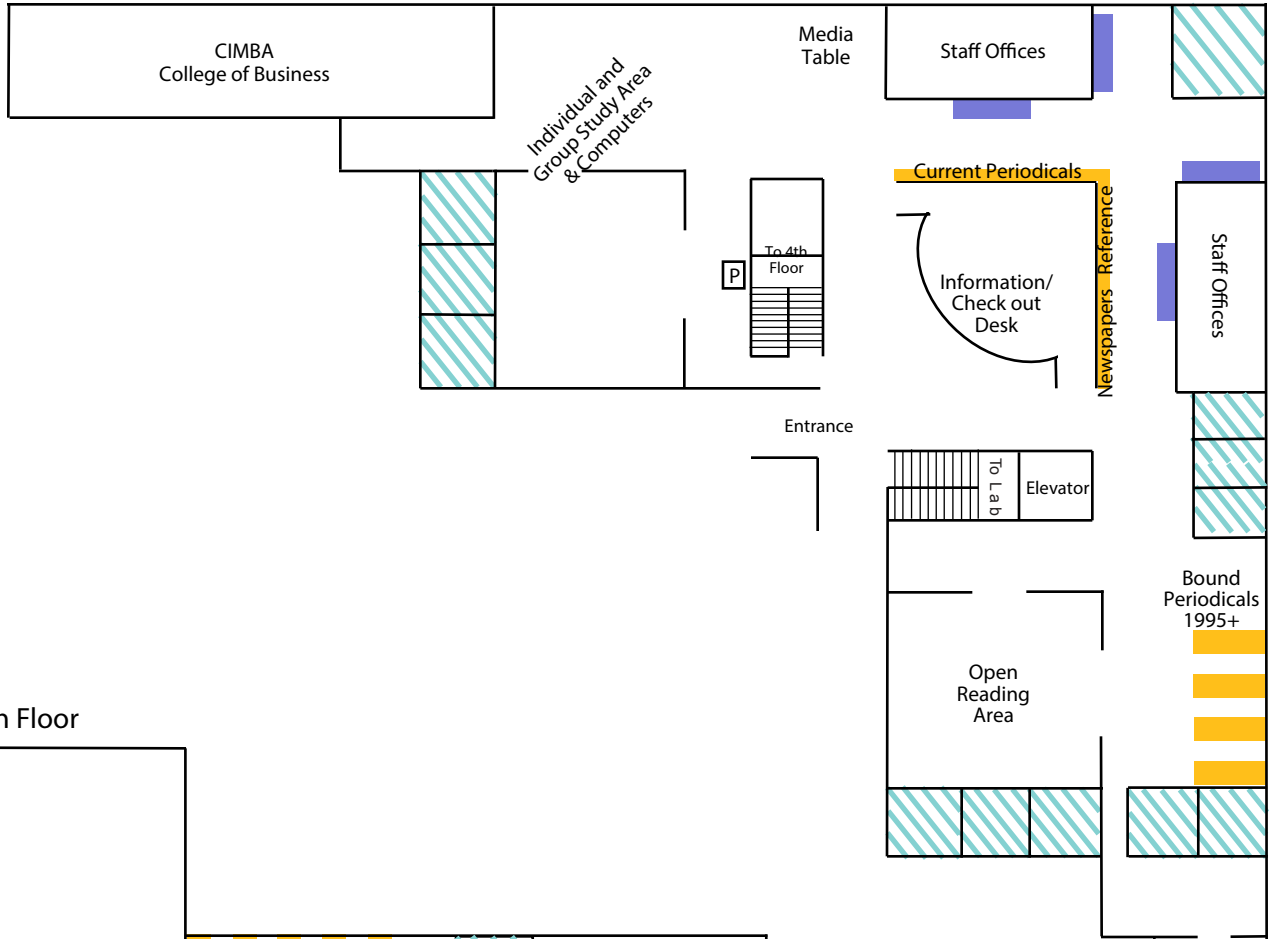 CIMBA
College of Business
Individual and
Group Study Area
& Computers
Media
Table
Staff Offices
Current Periodicals
Newspapers Reference
Staff Offices
To 4th
Floor
P
Information/
Check out
Desk
Entrance
To Lab
Elevator
Bound
Periodicals
1995+
Open
Reading
Area
Floor